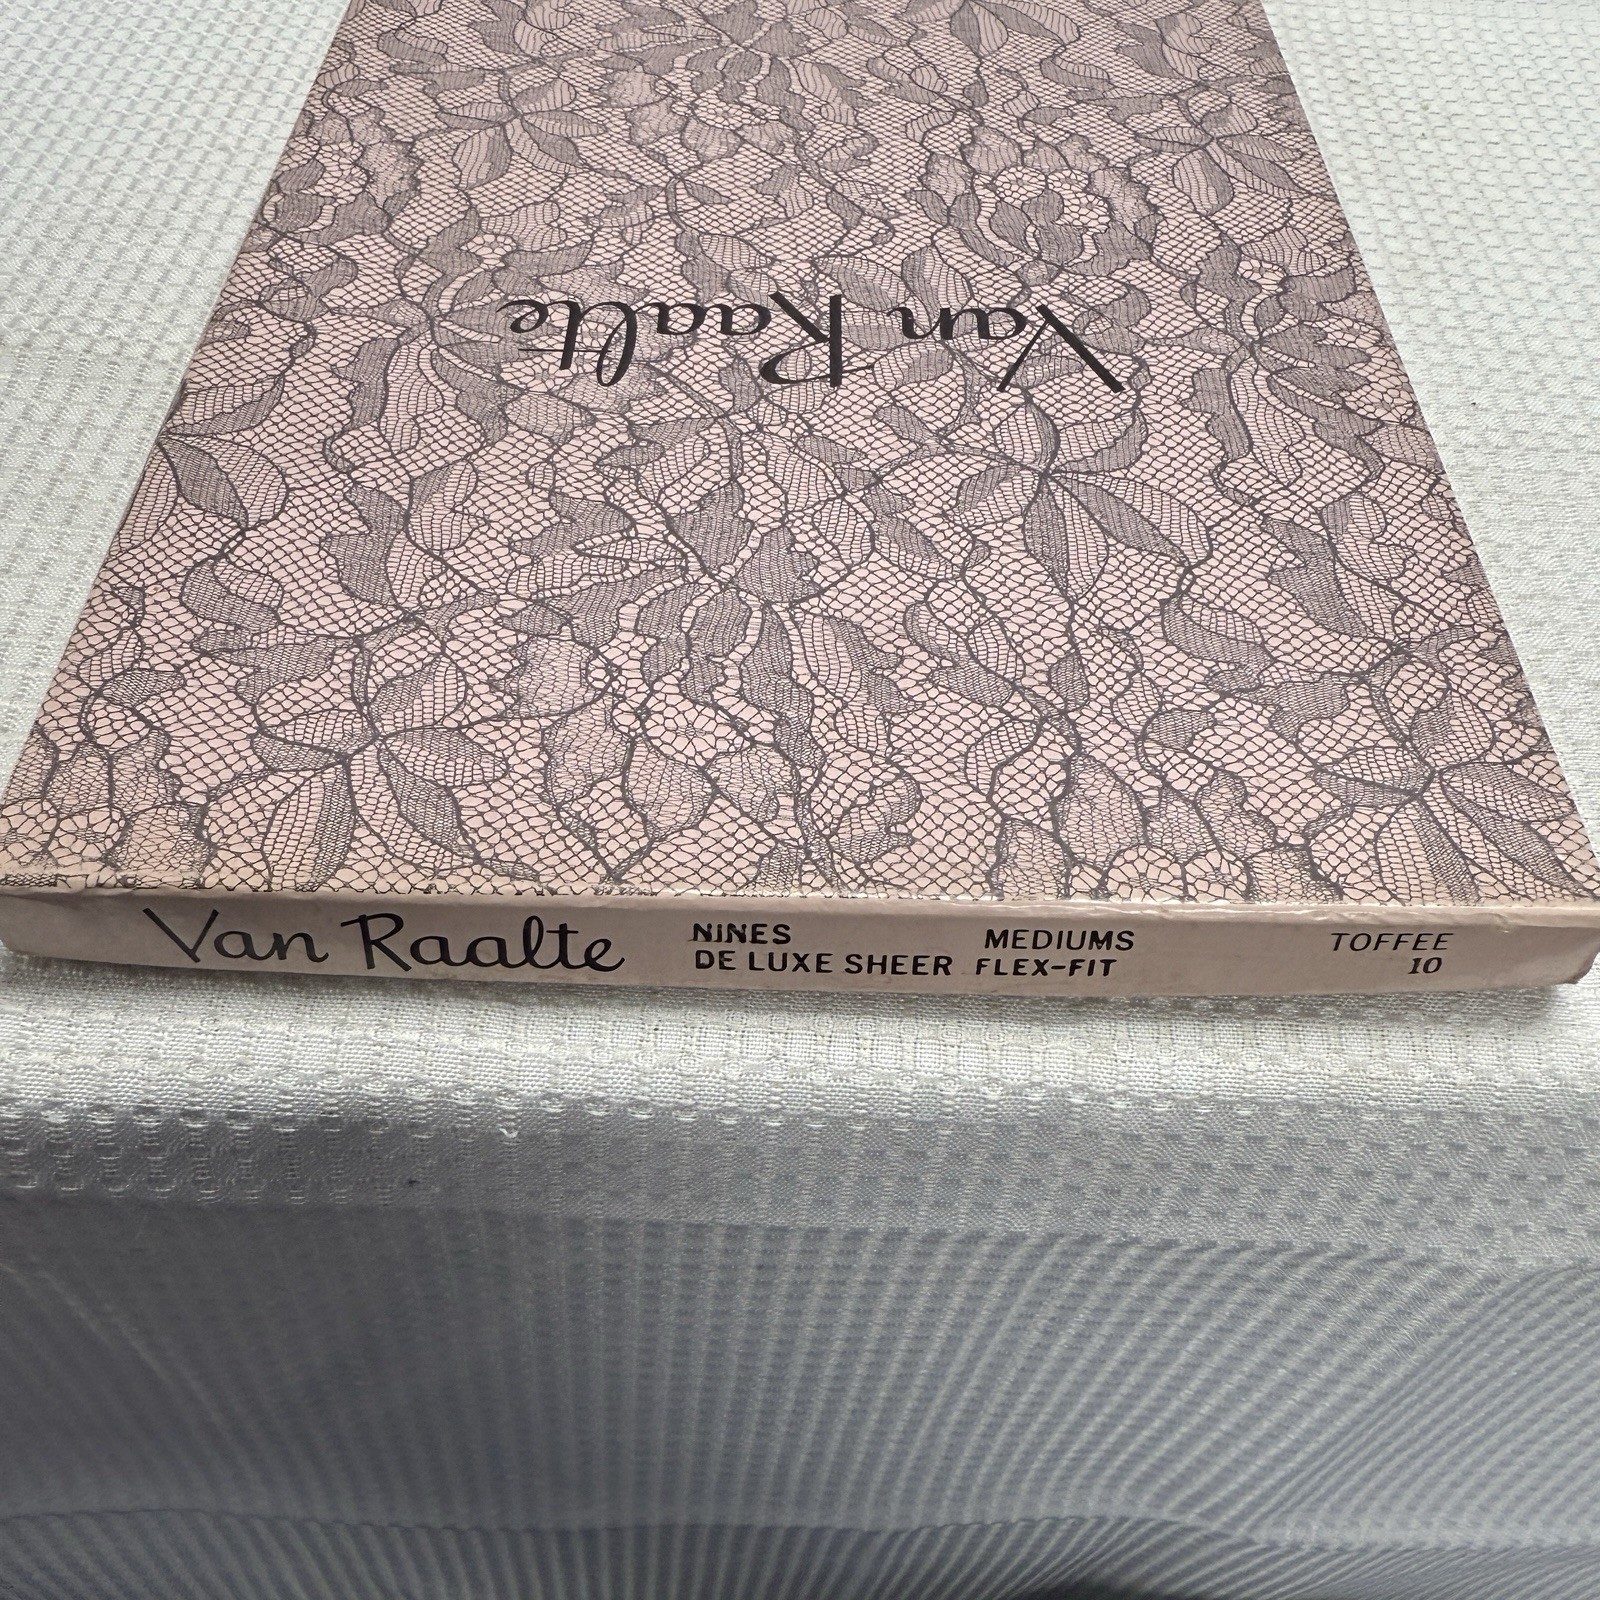 Van Raalte
Van Raalte NINES MEDIUMS TOFFEE
DE LUXE SHEER FLEX-FIT 10